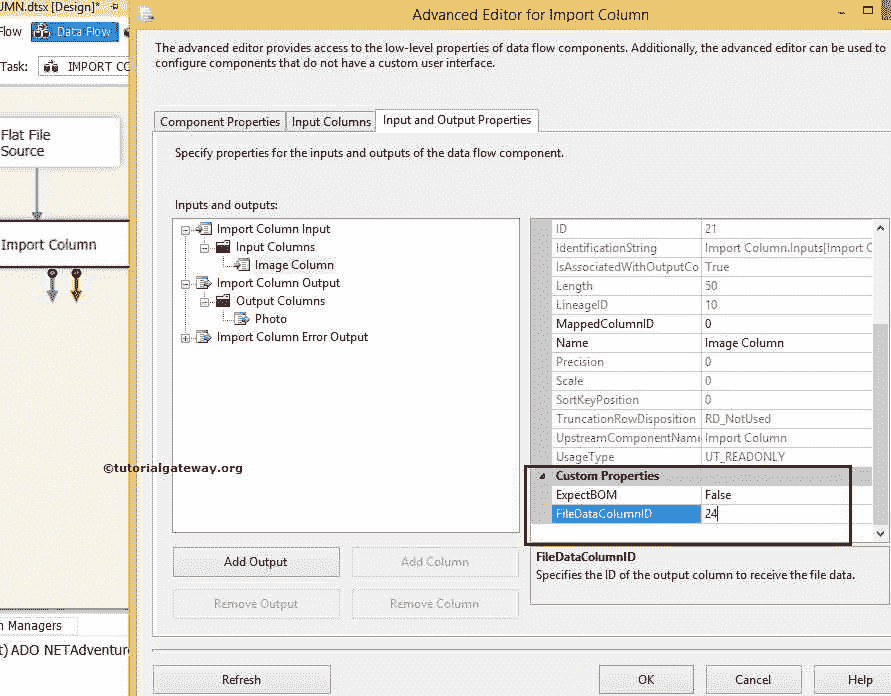 UMN.dtsx [Design]*
Advanced Editor for Import Column
Flow
Data Flow
Task:
IMPORT CO
The advanced editor provides access to the low-level properties of data flow components. Additionally, the advanced editor can be used to
configure components that do not have a custom user interface.
Component Properties
Input Columns
Input and Output Properties
Specify properties for the inputs and outputs of the data flow component.
Flat File
Source
Import Column
Inputs and outputs:
Import Column Input
Input Columns
Image Column
Import Column Output
Output Columns
Photo
Import Column Error Output
ID 21
IdentificationString Import Column.Inputs[Import C
IsAssociatedWithOutputCo True
Length 50
LineageID 10
MappedColumnID 0
Name Image Column
Precision 0
Scale 0
SortKeyPosition 0
TruncationRowDisposition RD_NotUsed
UpstreamComponentName Import Column
UsageType UT_READONLY
Custom Properties
ExpectBOM False
FileDataColumnID 24
©tutorialgateway.org
FileDataColumnID
Specifies the ID of the output column to receive the file data.
Add Output
Add Column
Remove Output
Remove Column
n Managers
t) ADO NETAdventur
Refresh
OK
Cancel
Help